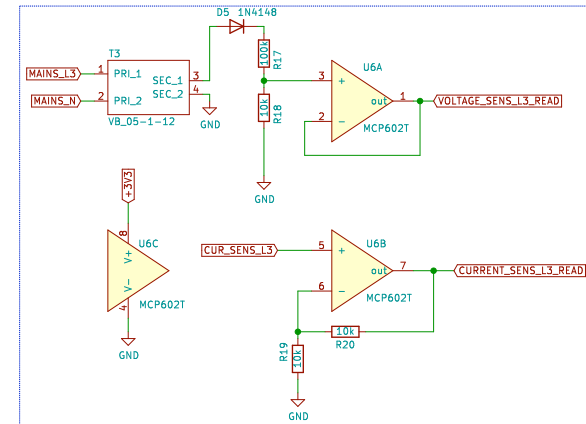 D5 1N4148
T3
MAINS_L3
1
PRI_1
SEC_1
3
MAINS_N
2
PRI_2
SEC_2
4
VB_05-1-12
GND
100k
R17
10k
R18
GND
U6A
3
+
out
1
VOLTAGE_SENS_L3_READ
2
−
MCP602T
+3V3
8
V+
U6C
V-
4
MCP602T
GND
U6B
CUR_SENS_L3
5
+
out
7
CURRENT_SENS_L3_READ
6
−
MCP602T
10k
R20
R19
10k
GND